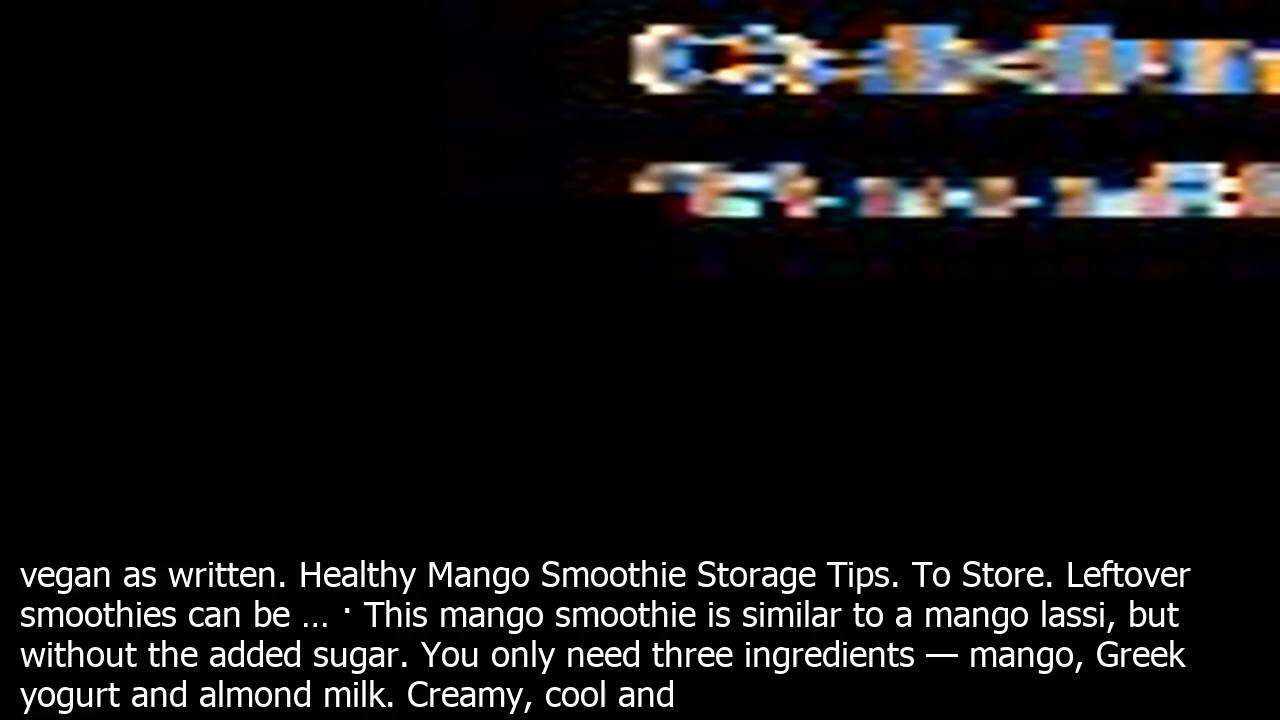 vegan as written. Healthy Mango Smoothie Storage Tips. To Store. Leftover
smoothies can be ... · This mango smoothie is similar to a mango lassi, but
without the added sugar. You only need three ingredients — mango, Greek
yogurt and almond milk. Creamy, cool and